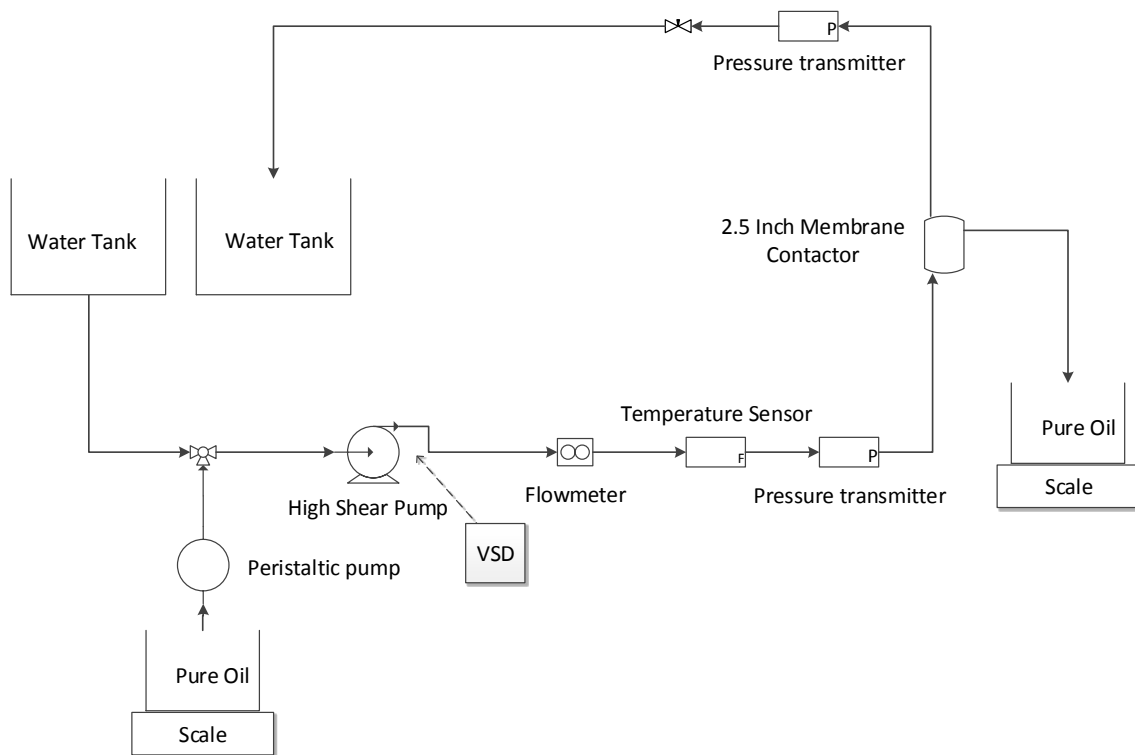 P
Pressure transmitter
Water Tank
Water Tank
2.5 Inch Membrane
Contactor
Temperature Sensor
F
P
Pure Oil
Scale
High Shear Pump
Flowmeter
Pressure transmitter
VSD
Peristaltic pump
Pure Oil
Scale